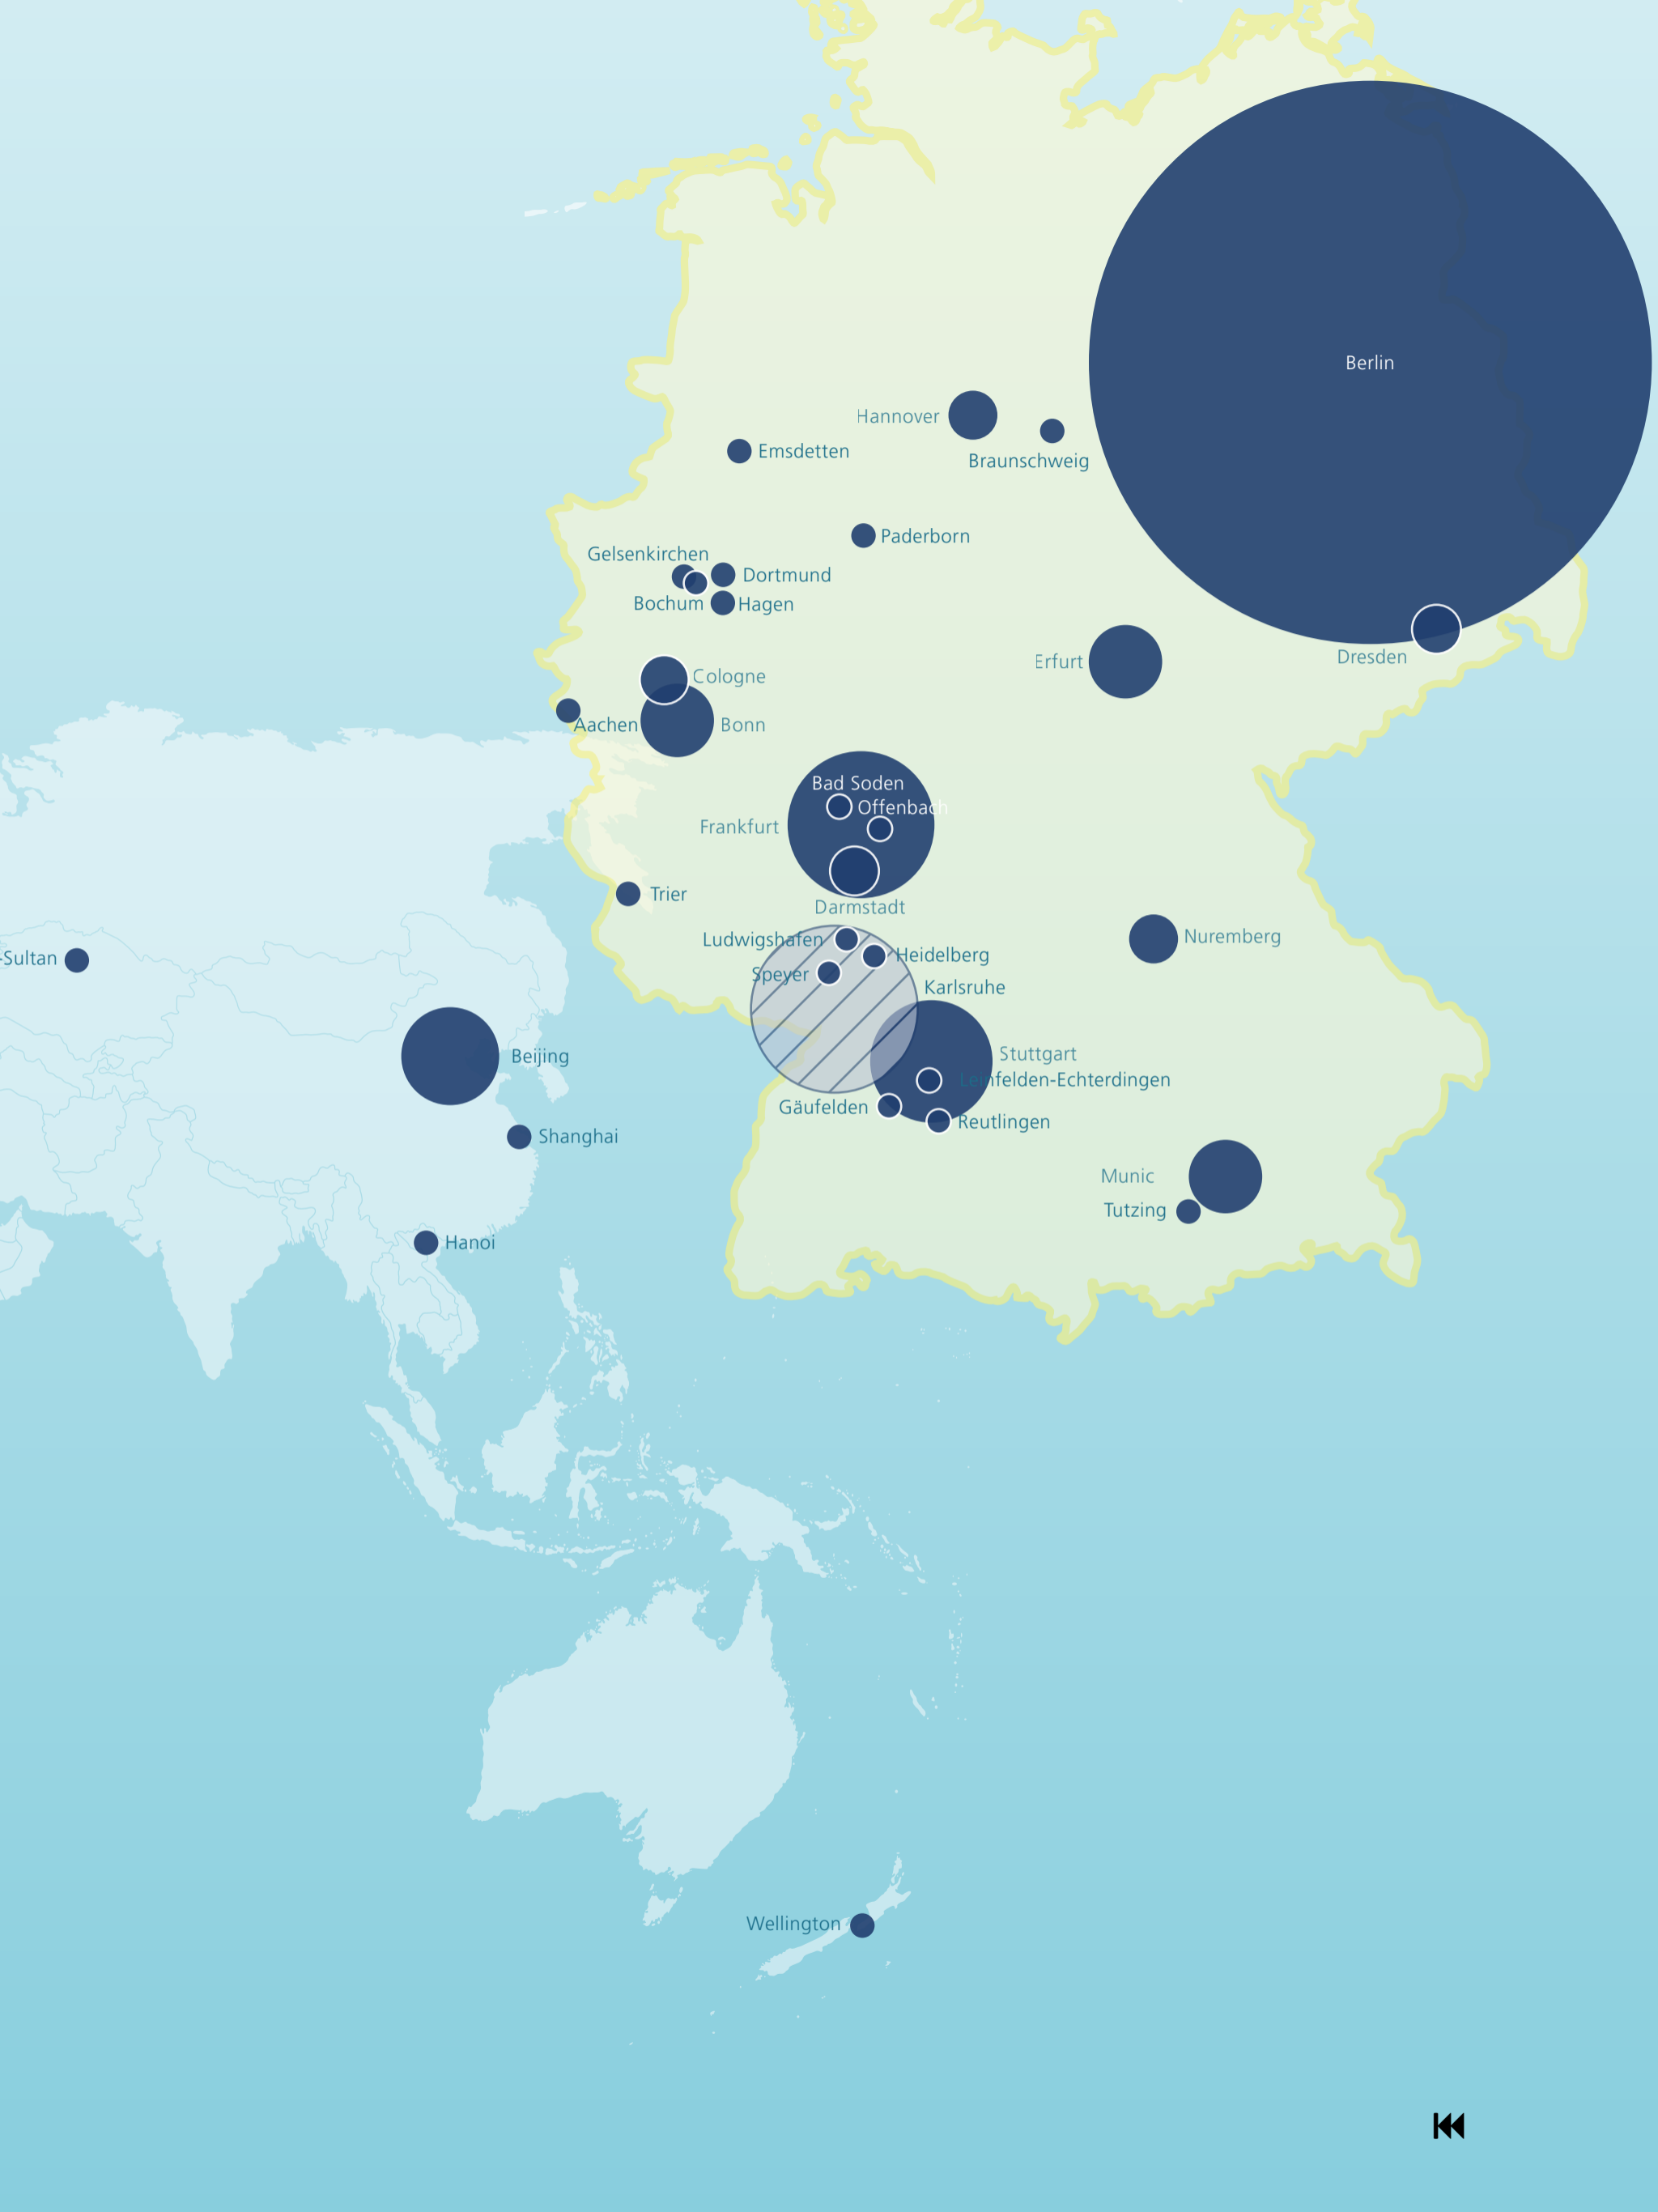 Berlin
Hannover
Braunschweig
Emsdetten
Paderborn
Gelsenkirchen
Dortmund
Bochum
Hagen
Erfurt
Dresden
Cologne
Aachen
Bonn
Bad Soden
Offenbach
Frankfurt
Trier
Darmstadt
Ludwigshafen
Nuremberg
Heidelberg
-Sultan
Speyer
Karlsruhe
Beijing
Stuttgart
Leinfelden-Echterdingen
Gäufelden
Reutlingen
Shanghai
Munic
Tutzing
Hanoi
Wellington